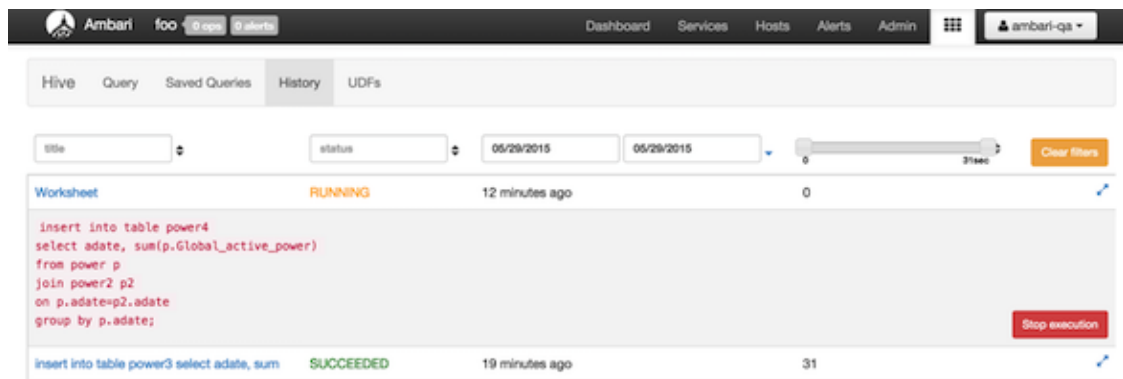 Ambari foo 0 ops 0 alerts Dashboard Services Hosts Alerts Admin ambari-qa
Hive Query Saved Queries History UDFs
title status 05/29/2015 05/29/2015 0 31sec Clear filters
Worksheet RUNNING 12 minutes ago 0
insert into table power4
select adate, sum(p.Global_active_power)
from power p
join power2 p2
on p.adate=p2.adate
group by p.adate;
Stop execution
insert into table power3 select adate, sum SUCCEEDED 19 minutes ago 31